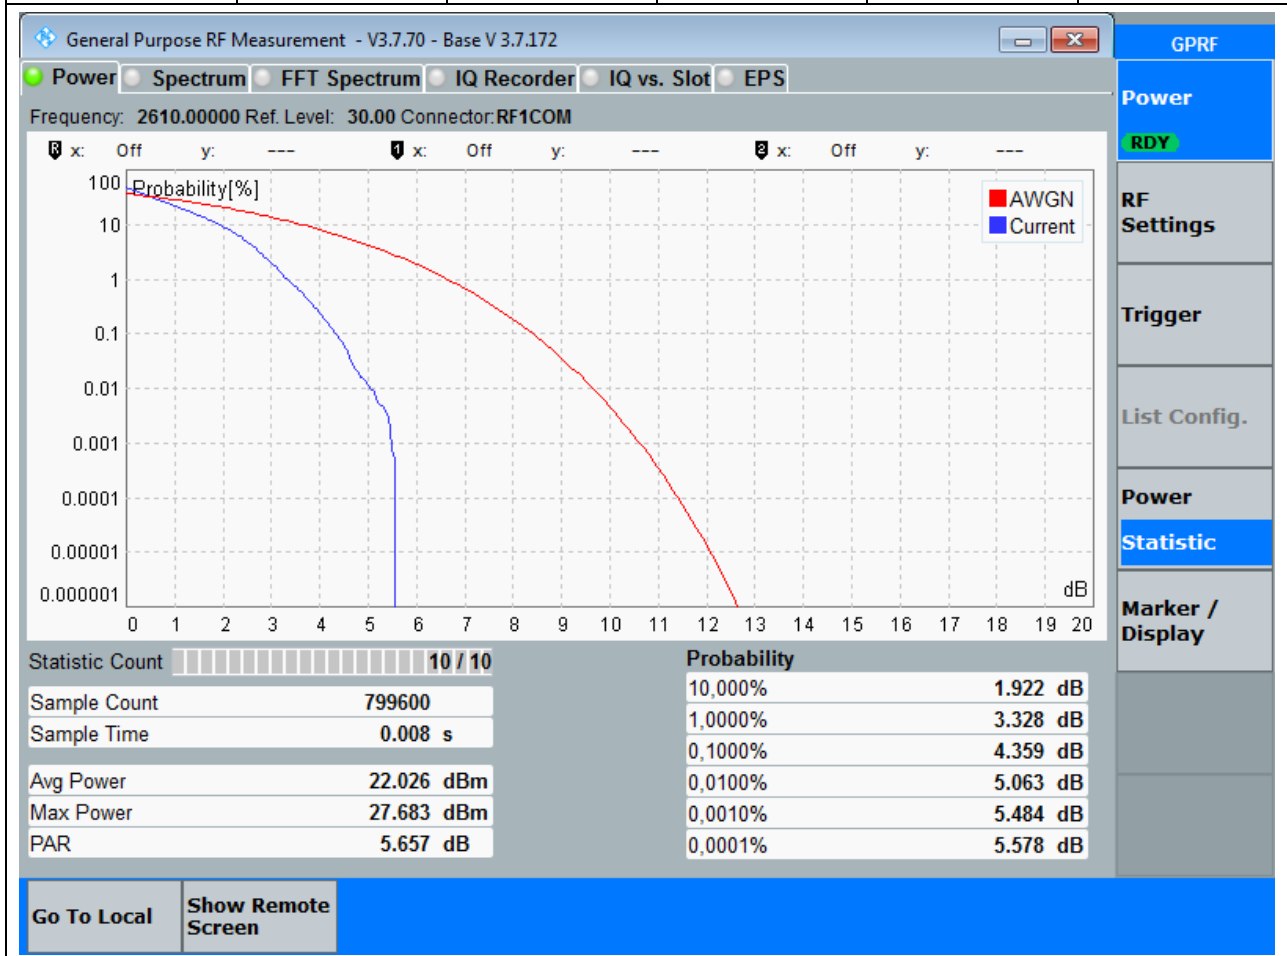 General Purpose RF Measurement - V3.7.70 - Base V 3.7.172
GPRF
Power Spectrum FFT Spectrum IQ Recorder IQ vs. Slot EPS
Frequency: 2610.00000 Ref. Level: 30.00 Connector:RF1COM
R x: Off y: --- 1 x: Off y: --- 2 x: Off y: ---
Probability[%]
AWGN
Current
100
10
1
0.1
0.01
0.001
0.0001
0.00001
0.000001
dB
0 1 2 3 4 5 6 7 8 9 10 11 12 13 14 15 16 17 18 19 20
Statistic Count 10 / 10
Sample Count 799600
Sample Time 0.008 s
Avg Power 22.026 dBm
Max Power 27.683 dBm
PAR 5.657 dB
Probability
10,000% 1.922 dB
1,0000% 3.328 dB
0,1000% 4.359 dB
0,0100% 5.063 dB
0,0010% 5.484 dB
0,0001% 5.578 dB
Power
RDY
RF
Settings
Trigger
List Config.
Power
Statistic
Marker /
Display
Go To Local
Show Remote
Screen